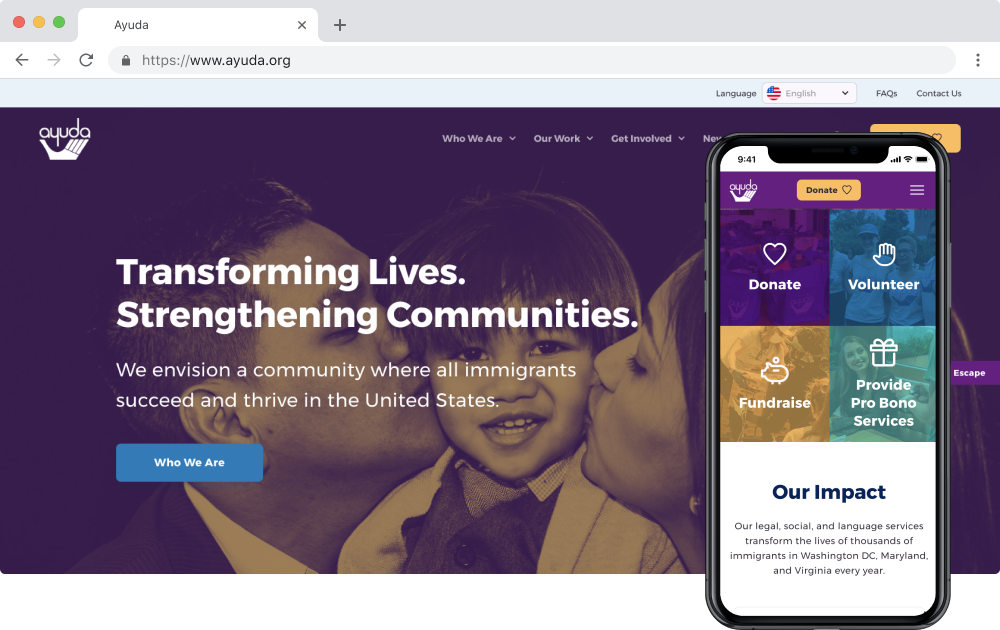 Ayuda
https://www.ayuda.org
Language
English
FAQs
Contact Us
ayuda
Who We Are
Our Work
Get Involved
Transforming Lives.
Strengthening Communities.
We envision a community where all immigrants
succeed and thrive in the United States.
Who We Are
Escape
9:41
ayuda
Donate
Donate
Volunteer
Fundraise
Provide
Pro Bono
Services
Our Impact
Our legal, social, and language services
transform the lives of thousands of
immigrants in Washington DC, Maryland,
and Virginia every year.